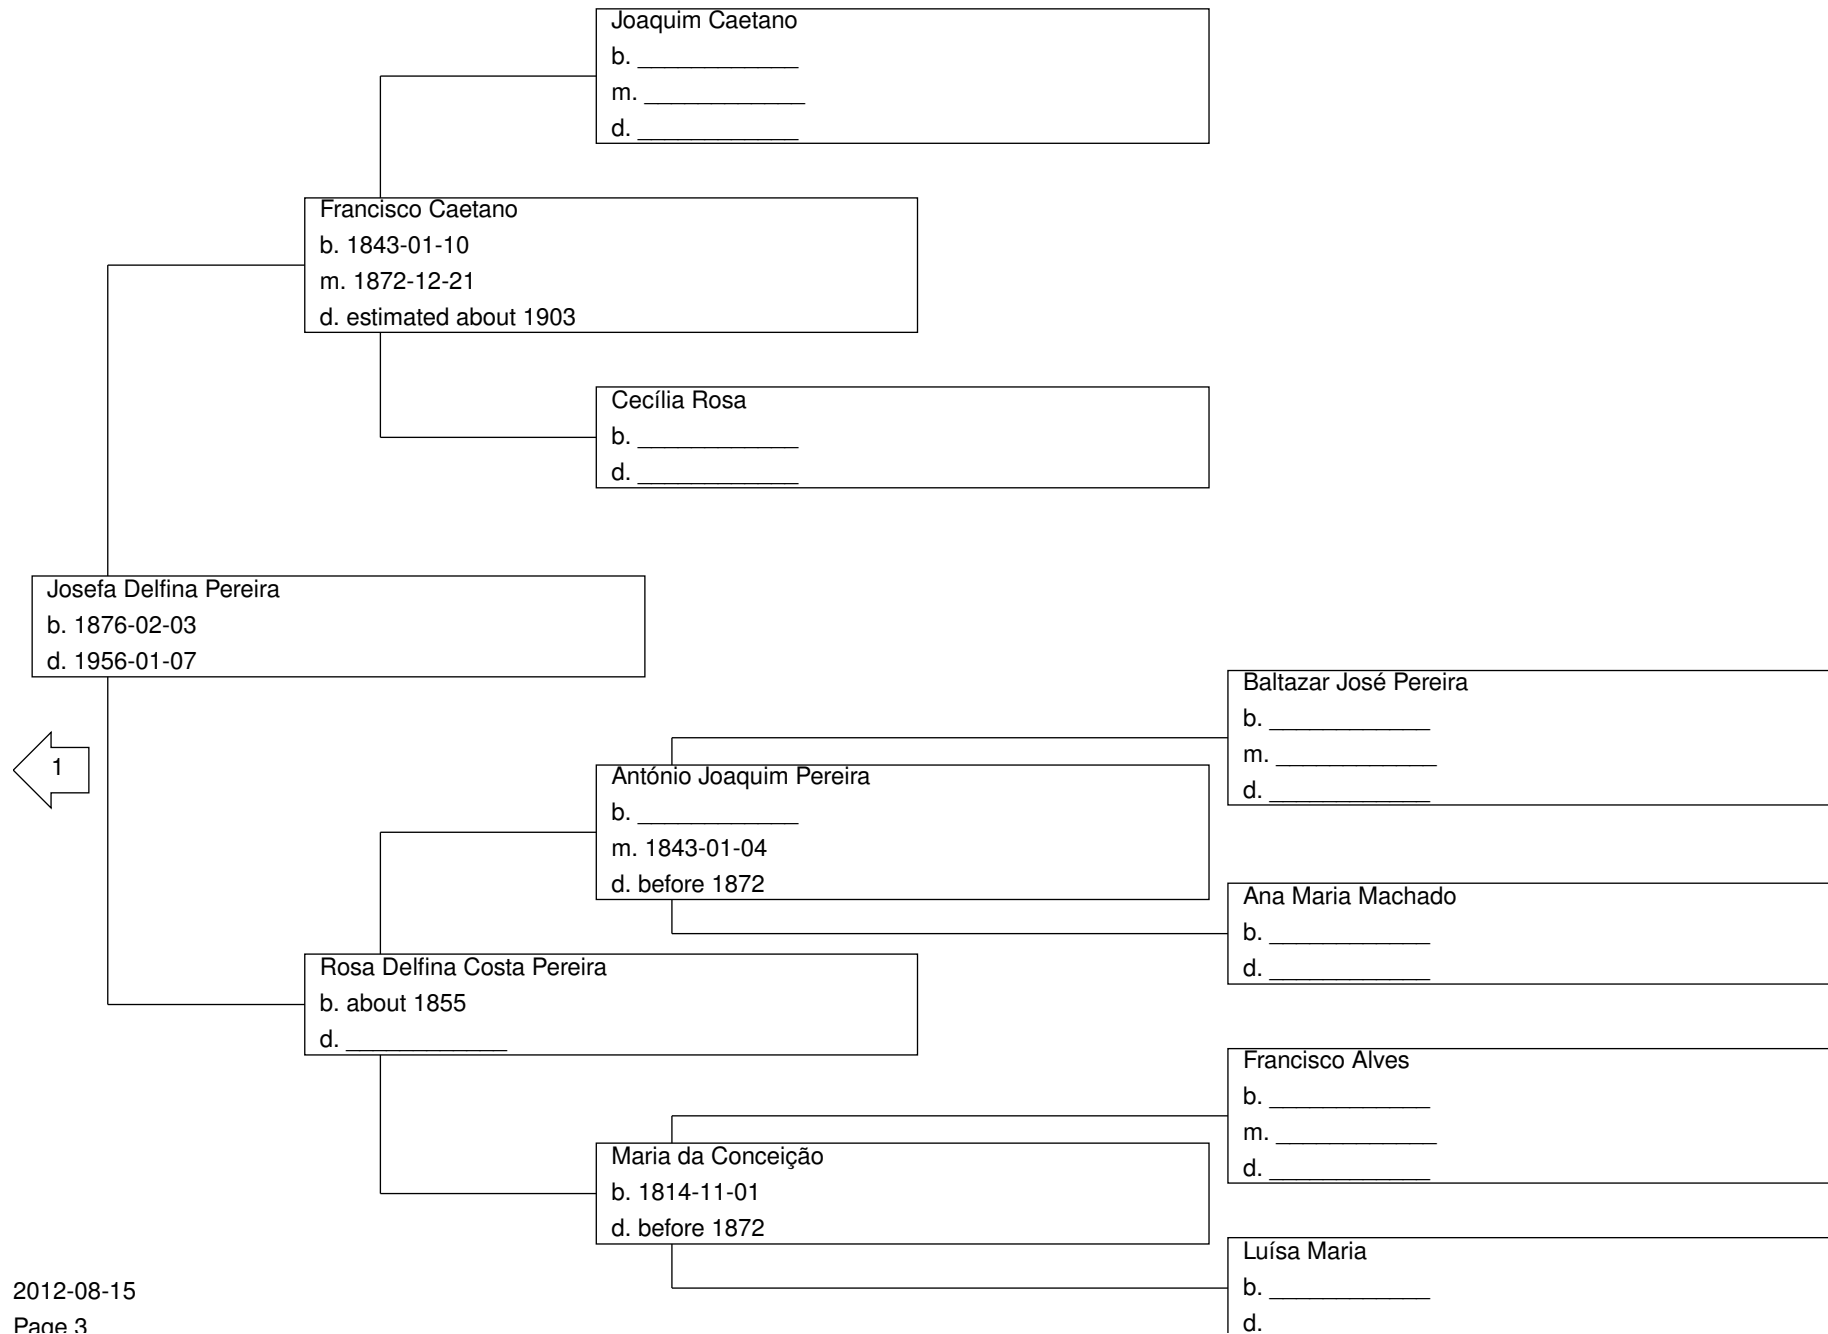 Joaquim Caetano
b. ____________
m. ____________
d. ____________
Francisco Caetano
b. 1843-01-10
m. 1872-12-21
d. estimated about 1903
Cecília Rosa
b. ____________
d. ____________
Josefa Delfina Pereira
b. 1876-02-03
d. 1956-01-07
1
Baltazar José Pereira
b. ____________
m. ____________
d. ____________
António Joaquim Pereira
b. ____________
m. 1843-01-04
d. before 1872
Ana Maria Machado
b. ____________
d. ____________
Rosa Delfina Costa Pereira
b. about 1855
d. ____________
Francisco Alves
b. ____________
m. ____________
d. ____________
Maria da Conceição
b. 1814-11-01
d. before 1872
Luísa Maria
b. ____________
d.
2012-08-15
Page 3